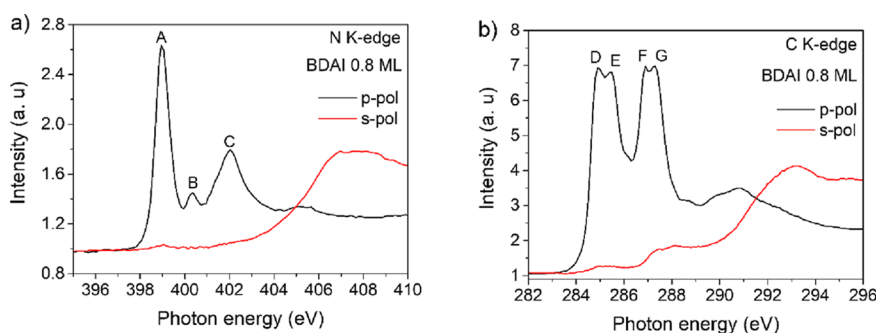 a)
N K-edge
BDAI 0.8 ML
p-pol
s-pol
A
B
C
Intensity (a. u)
2.8
2.4
2.0
1.6
1.2
0.8
396 398 400 402 404 406 408 410
Photon energy (eV)
b)
C K-edge
BDAI 0.8 ML
p-pol
s-pol
D E F G
Intensity (a. u)
8
7
6
5
4
3
2
1
282 284 286 288 290 292 294 296
Photon energy (eV)